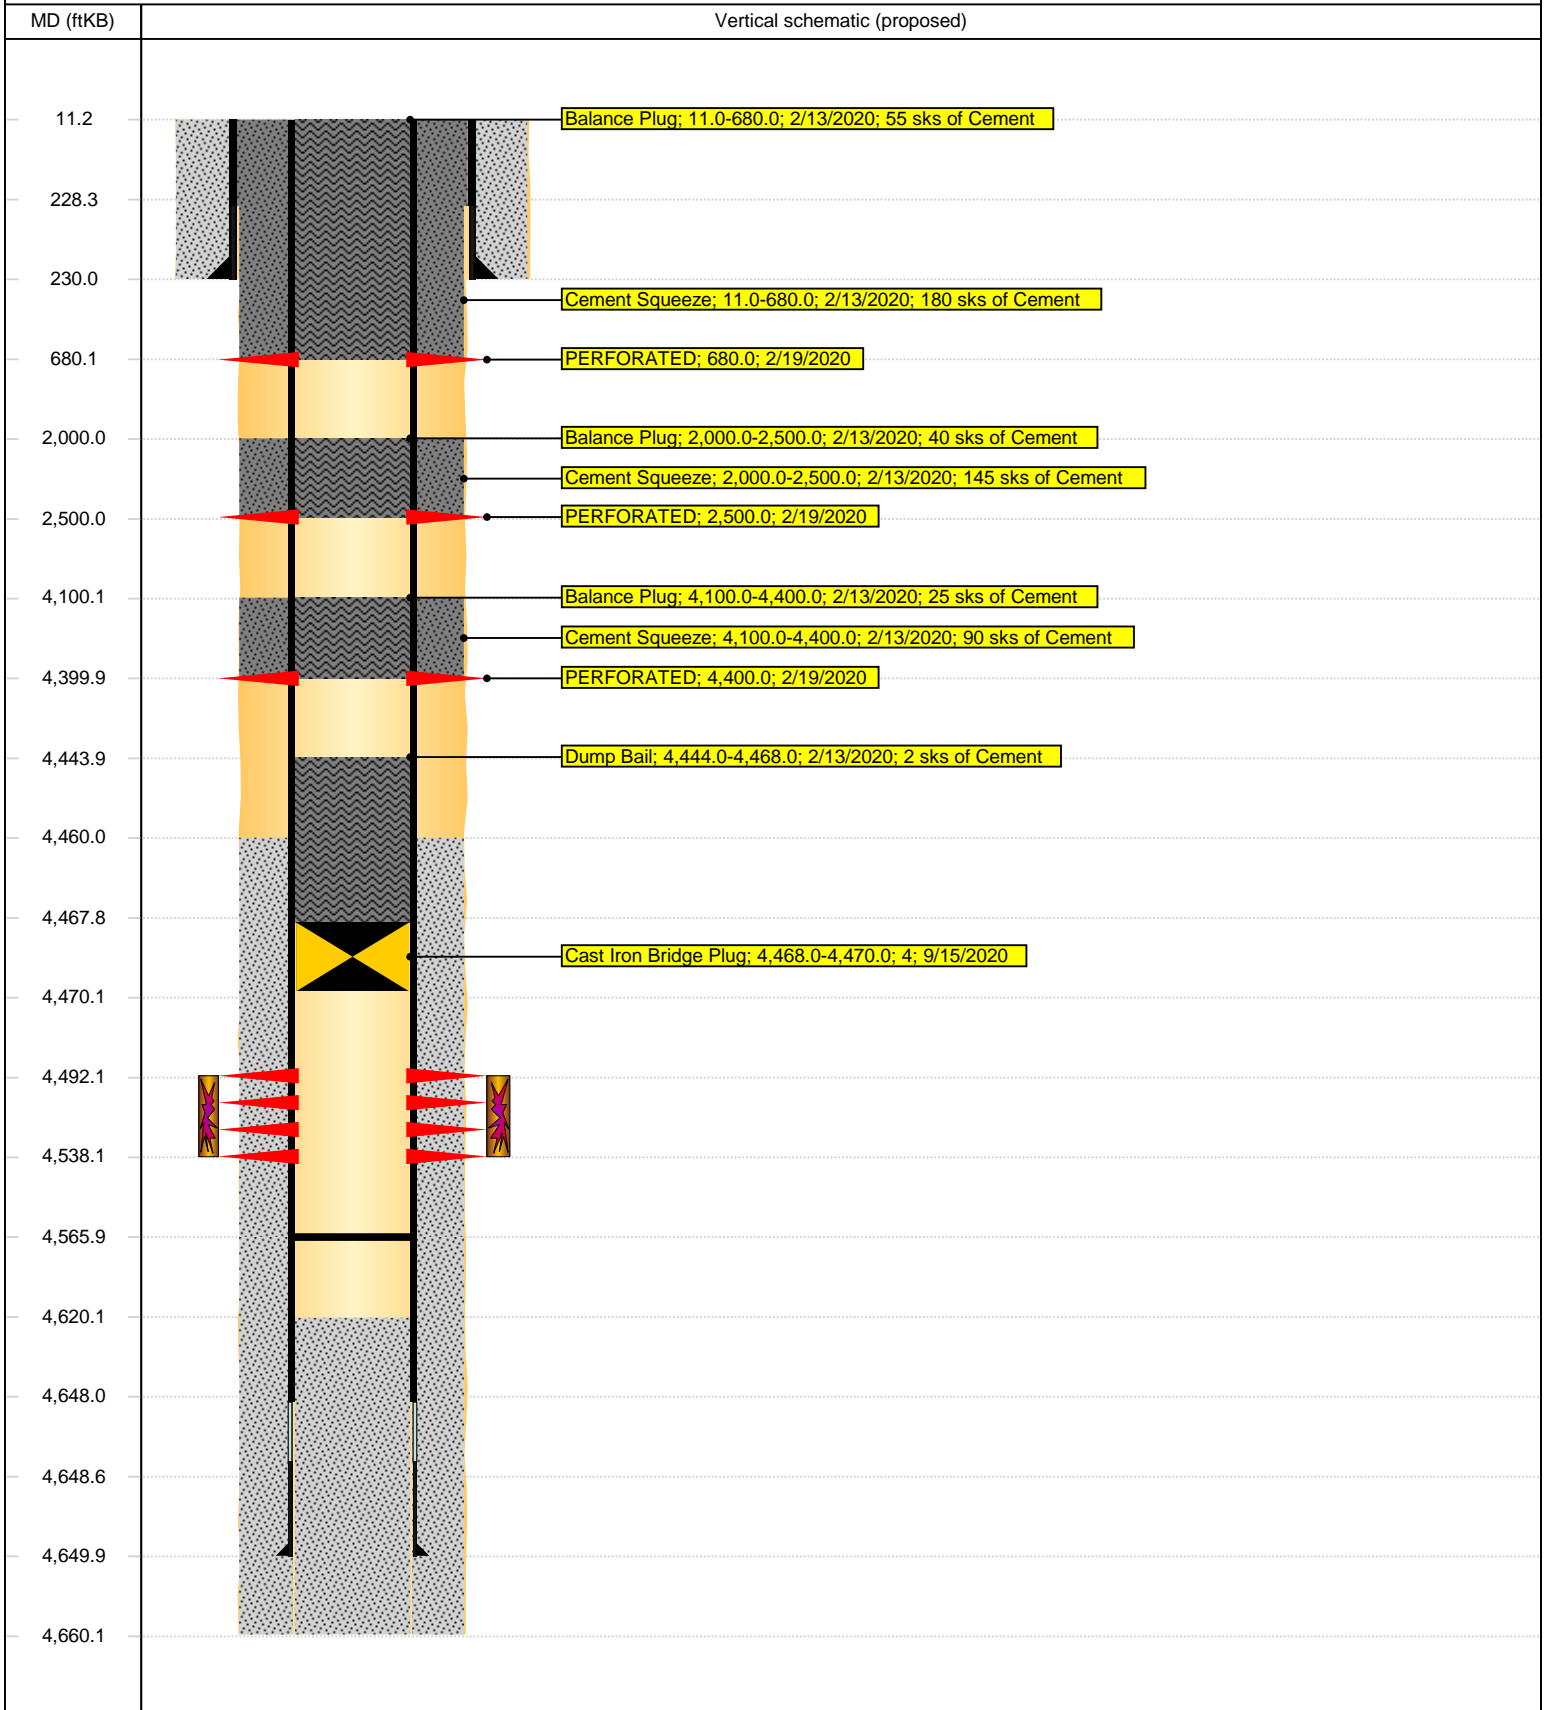 MD (ftKB)
Vertical schematic (proposed)
11.2
Balance Plug; 11.0-680.0; 2/13/2020; 55 sks of Cement
228.3
230.0
Cement Squeeze; 11.0-680.0; 2/13/2020; 180 sks of Cement
680.1
PERFORATED; 680.0; 2/19/2020
2,000.0
Balance Plug; 2,000.0-2,500.0; 2/13/2020; 40 sks of Cement
Cement Squeeze; 2,000.0-2,500.0; 2/13/2020; 145 sks of Cement
2,500.0
PERFORATED; 2,500.0; 2/19/2020
4,100.1
Balance Plug; 4,100.0-4,400.0; 2/13/2020; 25 sks of Cement
Cement Squeeze; 4,100.0-4,400.0; 2/13/2020; 90 sks of Cement
4,399.9
PERFORATED; 4,400.0; 2/19/2020
4,443.9
Dump Bail; 4,444.0-4,468.0; 2/13/2020; 2 sks of Cement
4,460.0
4,467.8
Cast Iron Bridge Plug; 4,468.0-4,470.0; 4; 9/15/2020
4,470.1
4,492.1
4,538.1
4,565.9
4,620.1
4,648.0
4,648.6
4,649.9
4,660.1